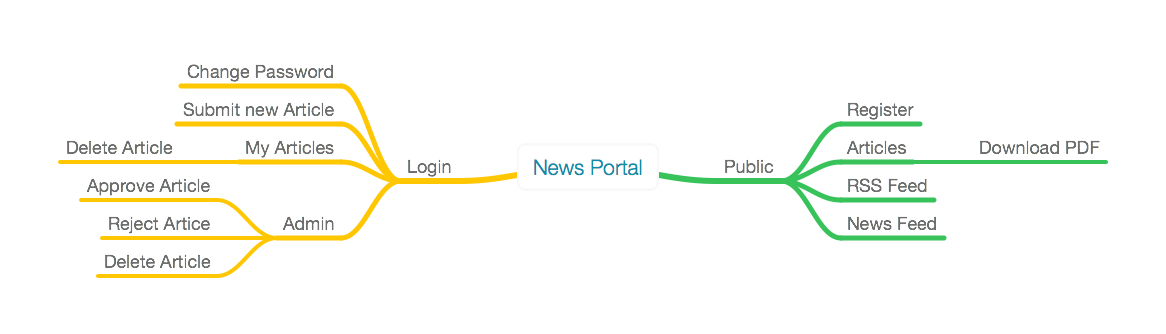 Change Password
Submit new Article
Delete Article
My Articles
Approve Article
Reject Artice
Admin
Delete Article
Login
News Portal
Public
Register
Articles
Download PDF
RSS Feed
News Feed